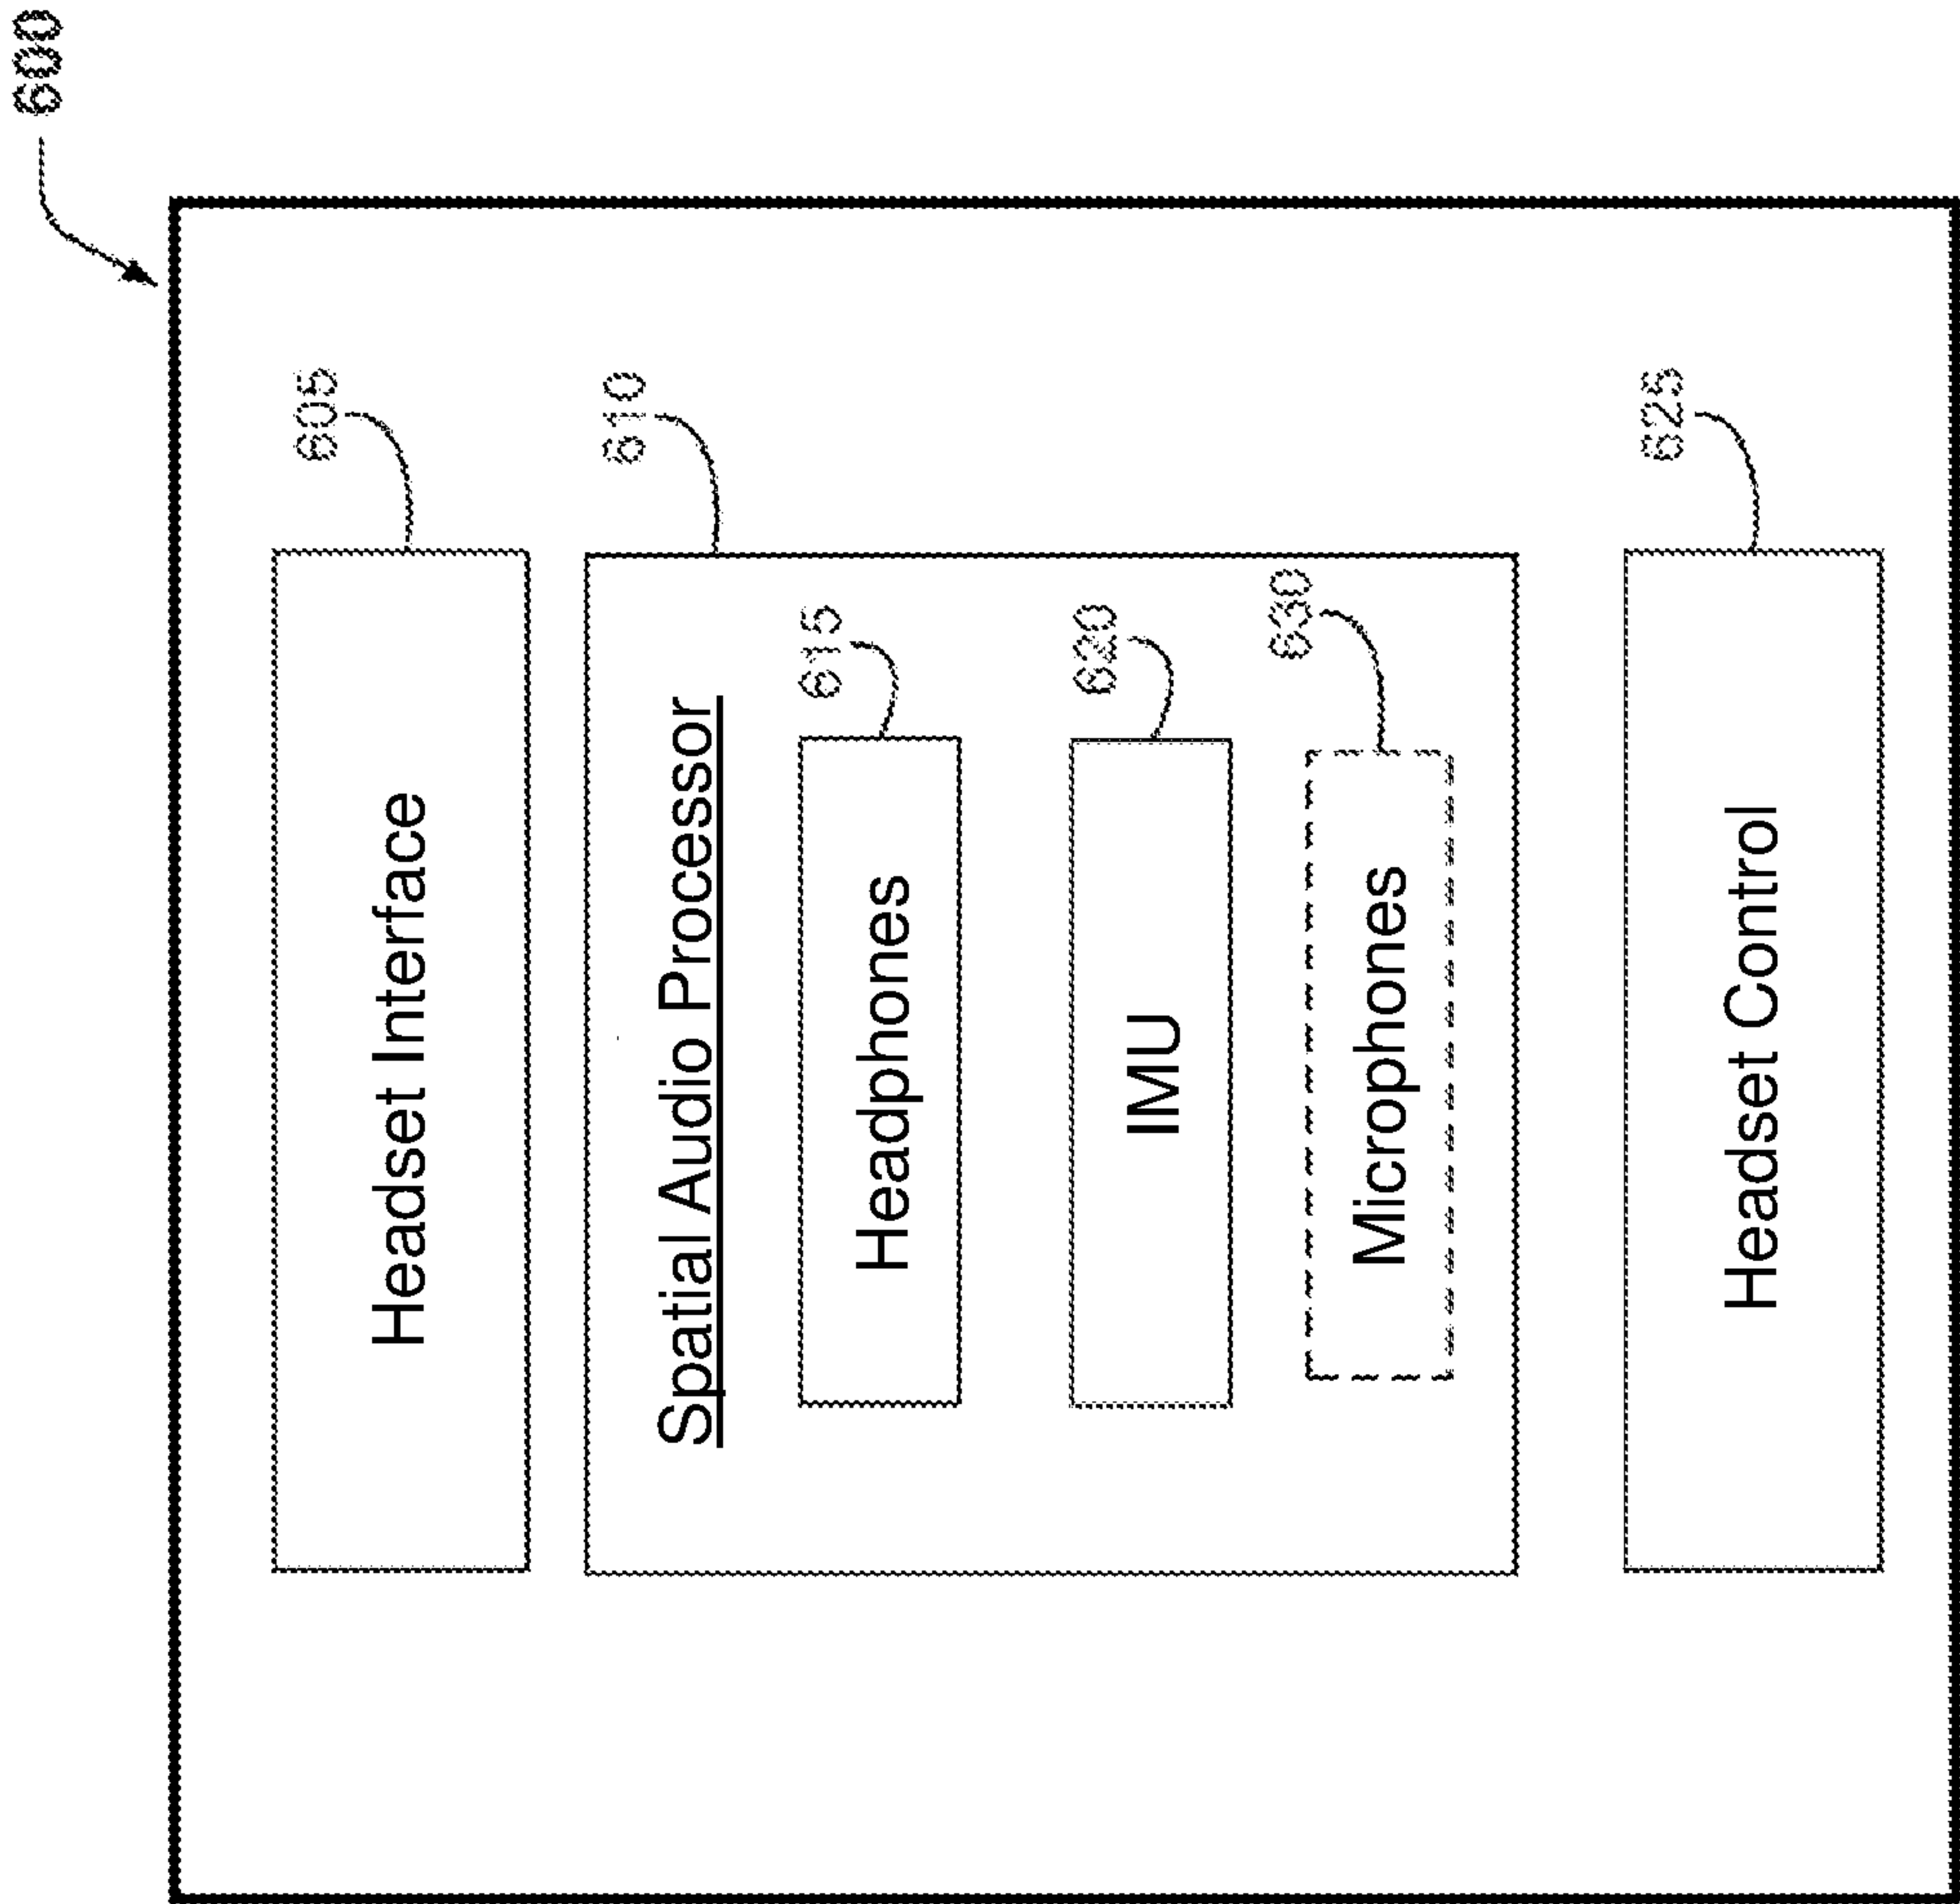 600
Headset Interface
605
Spatial Audio Processor
610
Headphones
615
IMU
620
Microphones
630
Headset Control
625